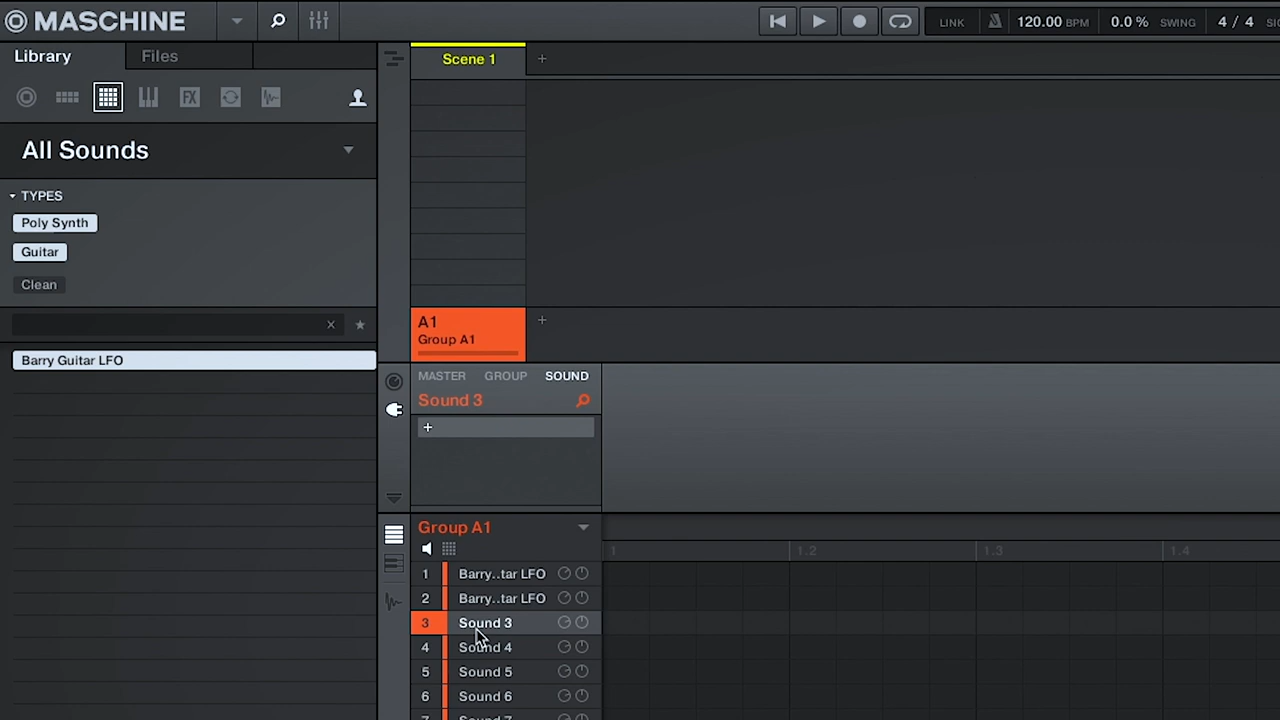 MASCHINE
LINK
120.00 BPM
0.0 % SWING
4 / 4
Library
Files
Scene 1
+
FX
All Sounds
TYPES
Poly Synth
Guitar
Clean
A1
Group A1
+
Barry Guitar LFO
MASTER GROUP SOUND
Sound 3
+
Group A1
1 1.2 1.3 1.4
1 Barry..tar LFO
2 Barry..tar LFO
3 Sound 3
4 Sound 4
5 Sound 5
6 Sound 6